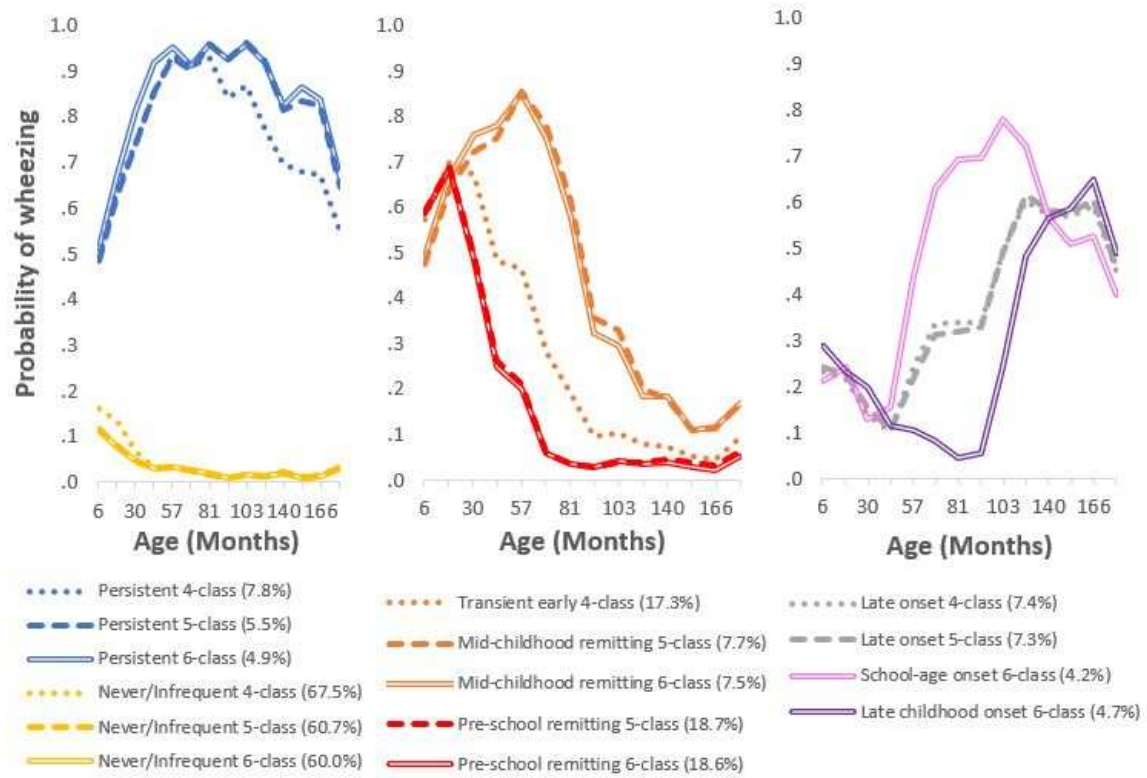 Probability of wheezing
1.0
.9
.8
.7
.6
.5
.4
.3
.2
.1
.0
6 30 57 81 103 140 166
Age (Months)
1.0
.9
.8
.7
.6
.5
.4
.3
.2
.1
.0
6 30 57 81 103 140 166
Age (Months)
1.0
.9
.8
.7
.6
.5
.4
.3
.2
.1
.0
6 30 57 81 103 140 166
Age (Months)
Persistent 4-class (7.8%)
Persistent 5-class (5.5%)
Persistent 6-class (4.9%)
Never/Infrequent 4-class (67.5%)
Never/Infrequent 5-class (60.7%)
Never/Infrequent 6-class (60.0%)
Transient early 4-class (17.3%)
Mid-childhood remitting 5-class (7.7%)
Mid-childhood remitting 6-class (7.5%)
Pre-school remitting 5-class (18.7%)
Pre-school remitting 6-class (18.6%)
Late onset 4-class (7.4%)
Late onset 5-class (7.3%)
School-age onset 6-class (4.2%)
Late childhood onset 6-class (4.7%)